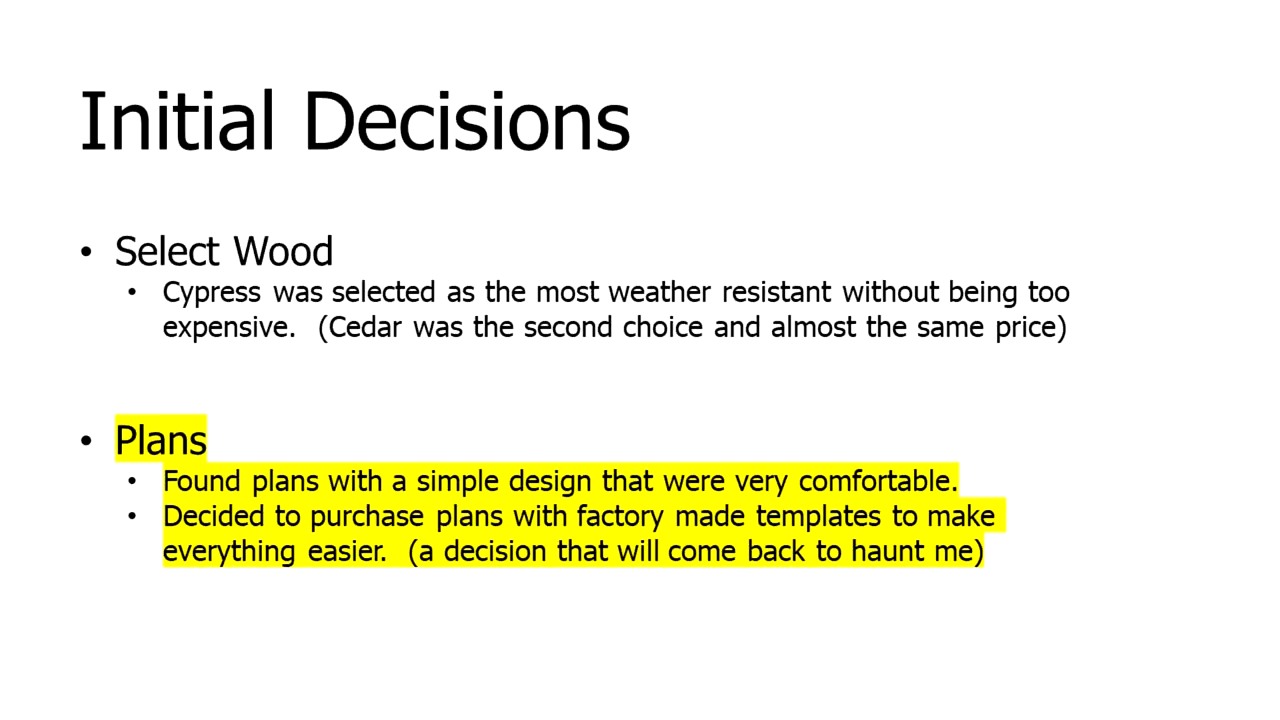 Initial Decisions
• Select Wood
• Cypress was selected as the most weather resistant without being too
expensive.  (Cedar was the second choice and almost the same price)
• Plans
• Found plans with a simple design that were very comfortable.
• Decided to purchase plans with factory made templates to make
everything easier.  (a decision that will come back to haunt me)